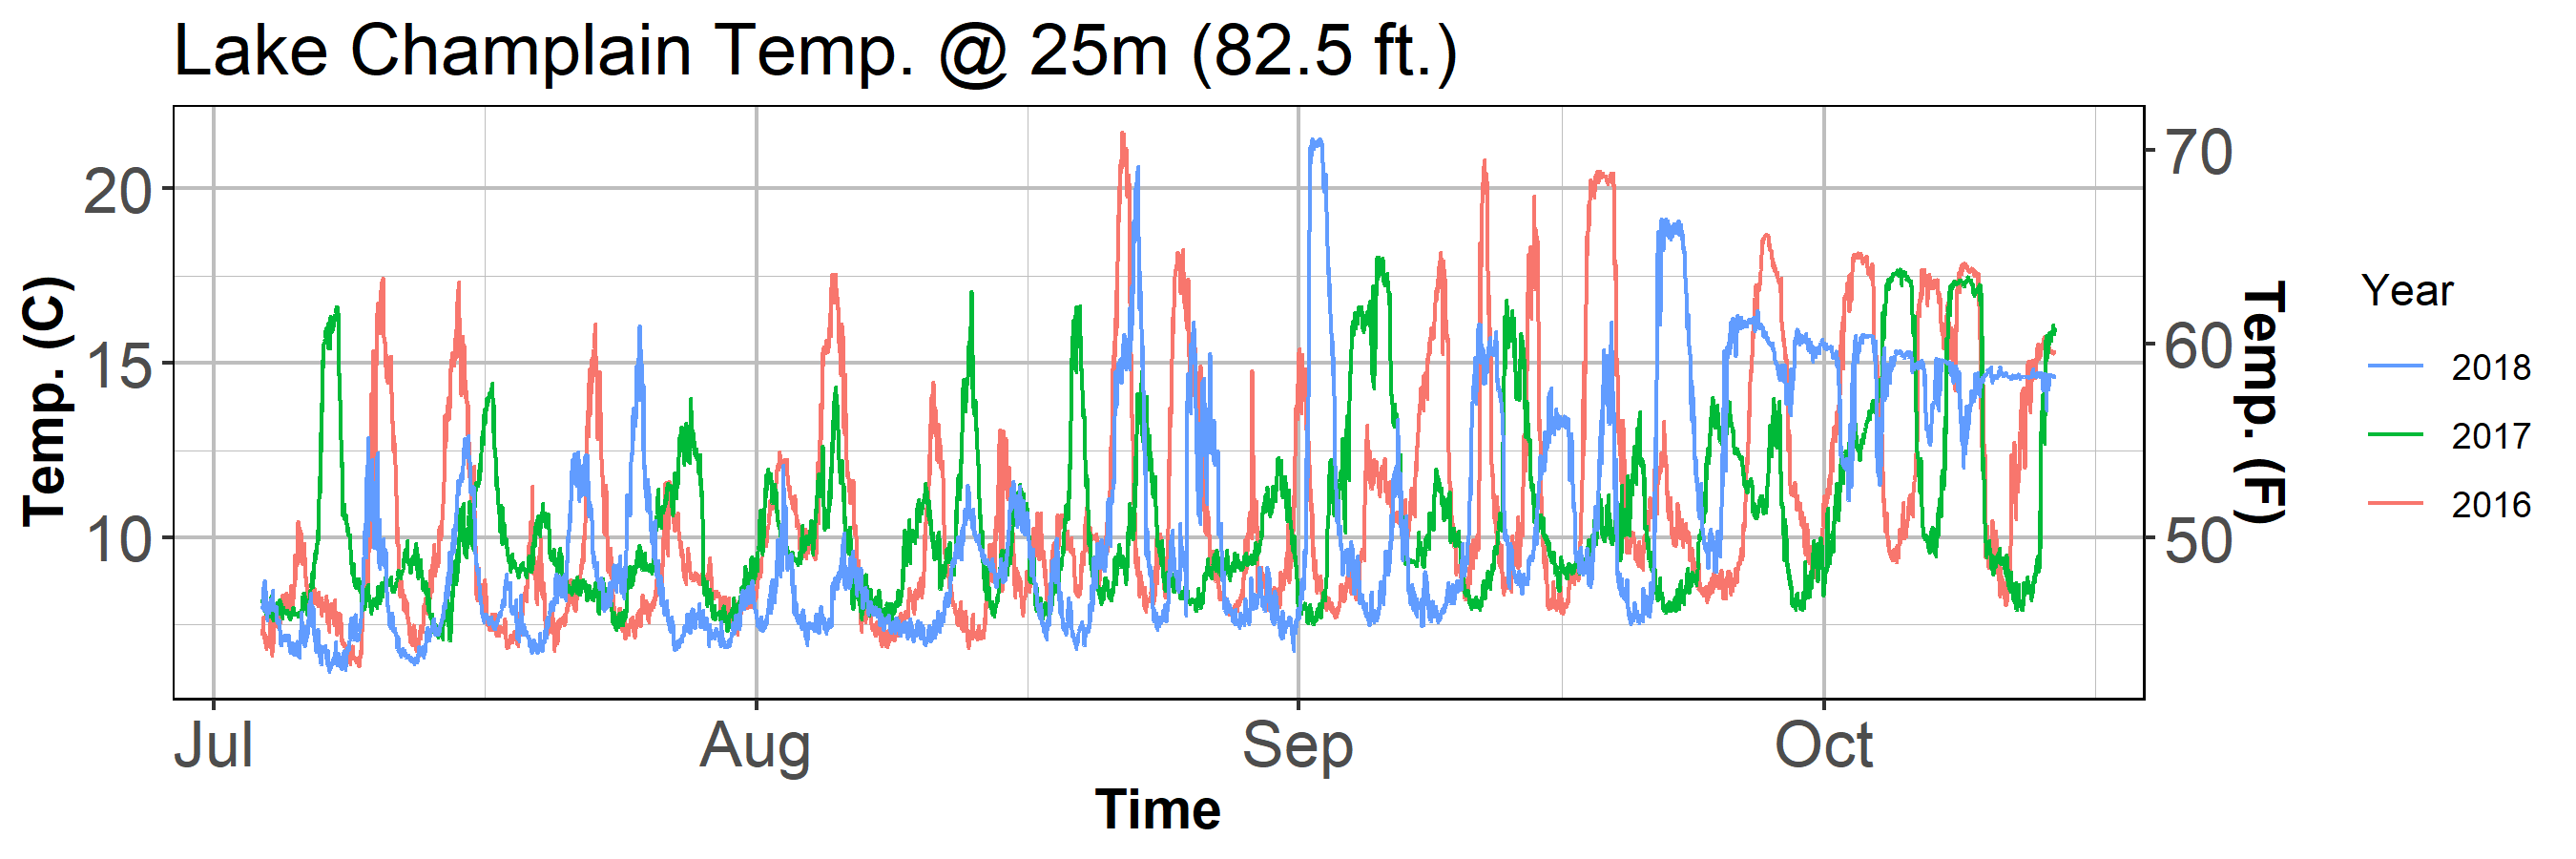 Lake Champlain Temp. @ 25m (82.5 ft.)
20
15
10
Temp. (C)
70
60
50
Temp. (F)
Jul Aug Sep Oct
Time
Year
2018
2017
2016